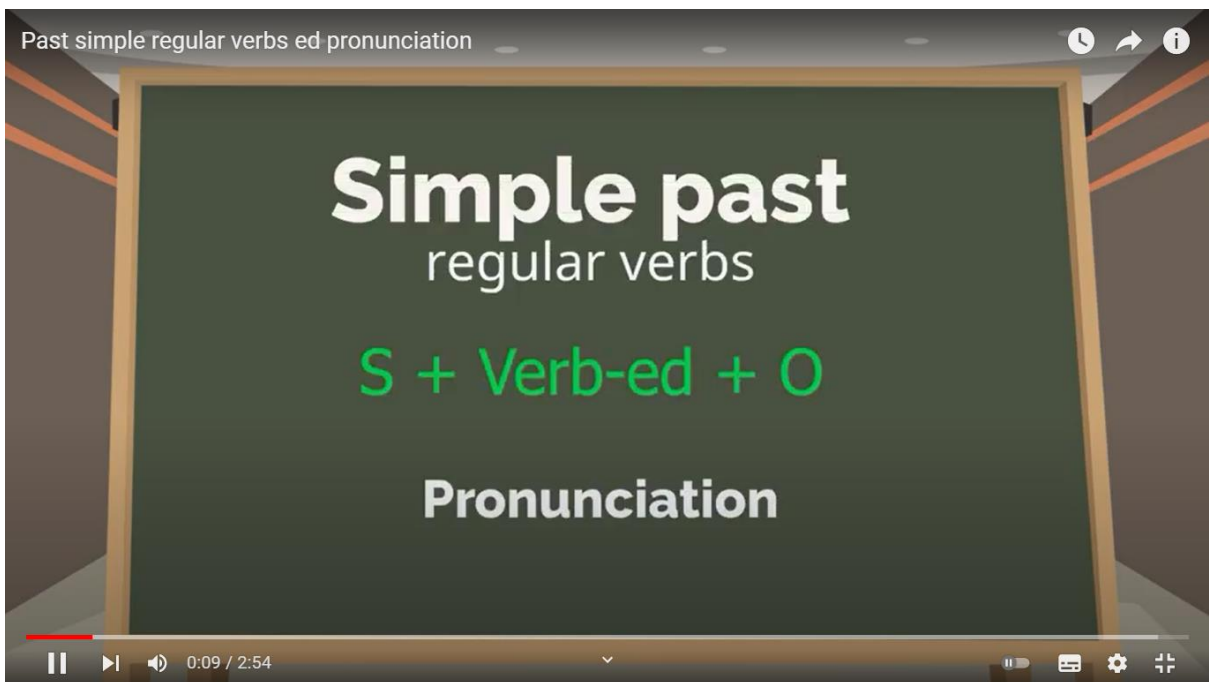 Past simple regular verbs ed pronunciation
Simple past
regular verbs
S + Verb-ed + O
Pronunciation
0:09 / 2:54